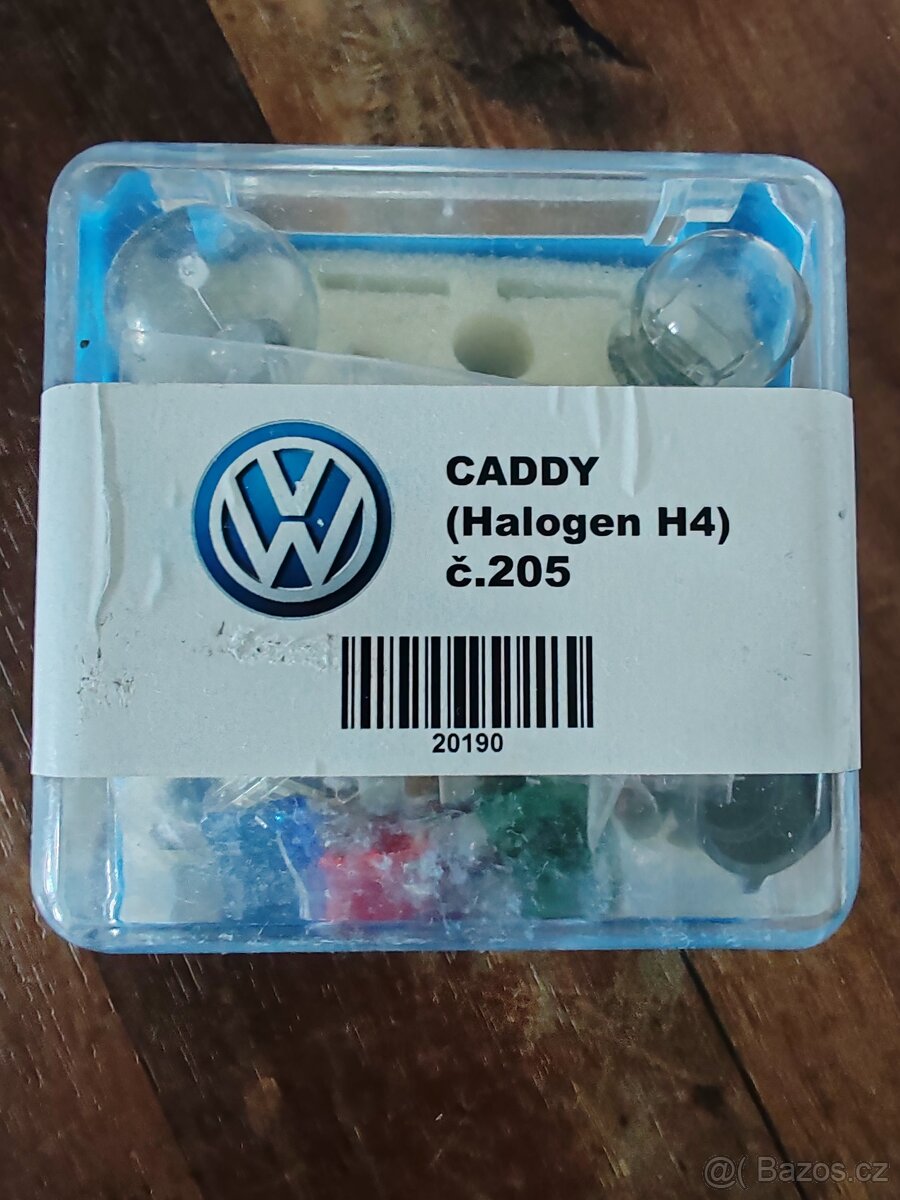 CADDY
(Halogen H4)
č.205
20190
@( Bazos.cz